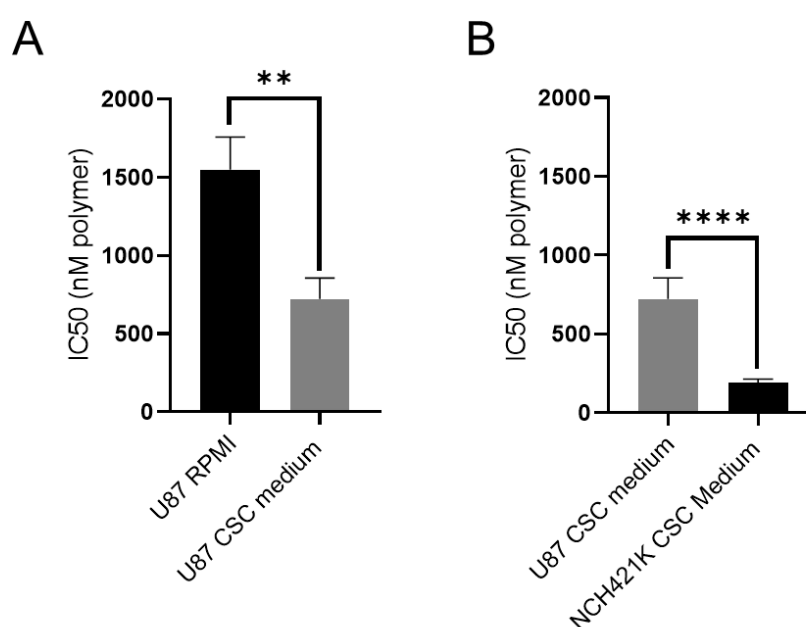 A
IC50 (nM polymer)
2000
1500
1000
500
0
**
U87 RPMI
U87 CSC medium
B
IC50 (nM polymer)
2000
1500
1000
500
0
****
U87 CSC medium
NCH421K CSC Medium